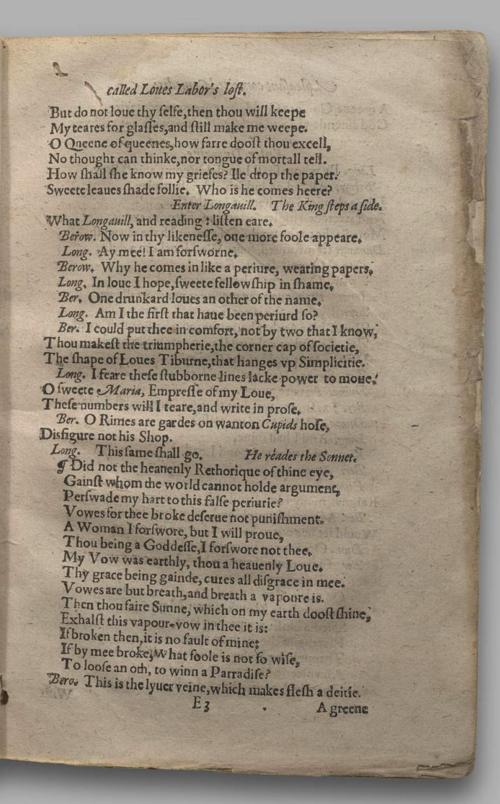 called Loues Labor's lost.
But do not loue thy selfe, then thou will keepe
My teares for glasses, and still make me weepe.
O Queene of queenes, how farre doost thou excell,
No thought can thinke, nor tongue of mortall tell.
How shall she know my griefes? Ile drop the paper.
Sweete leaues shade follie. Who is he comes heere?
Enter Longauill. The King steps a side.
What Longauill, and reading: listen eare.
Berow. Now in thy likenesse, one more foole appeare.
Long. Ay mee! I am forsworne.
Berow. Why he comes in like a periure, wearing papers.
Long. In loue I hope, sweete fellowship in shame,
Ber. One drunkard loues an other of the name.
Long. Am I the first that haue been periurd so?
Ber. I could put thee in comfort, not by two that I know,
Thou makest the triumpherie, the corner cap of societie,
The shape of Loues Tiburne, that hanges vp Simplicitie.
Long. I feare these stubborne lines lacke power to moue.
O sweete Maria, Empresse of my Loue,
These numbers will I teare, and write in prose.
Ber. O Rimes are gardes on wanton Cupids hose,
Disfigure not his Shop.
Long. This same shall go. He reades the Sonnet.
¶ Did not the heauenly Rethorique of thine eye,
Gainst whom the world cannot holde argument,
Perswade my hart to this false periurie?
Vowes for thee broke deserue not punishment.
A Woman I forswore, but I will proue,
Thou being a Goddesse, I forswore not thee.
My Vow was earthly, thou a heauenly Loue.
Thy grace being gainde, cures all disgrace in mee.
Vowes are but breath, and breath a vapoure is.
Then thou faire Sunne, which on my earth doost shine,
Exhalst this vapour-vow in thee it is:
If broken then, it is no fault of mine:
If by mee broke, What foole is not so wise,
To loose an oth, to winn a Parradise?
Bero. This is the lyuer veine, which makes flesh a deitie.
E3 A greene